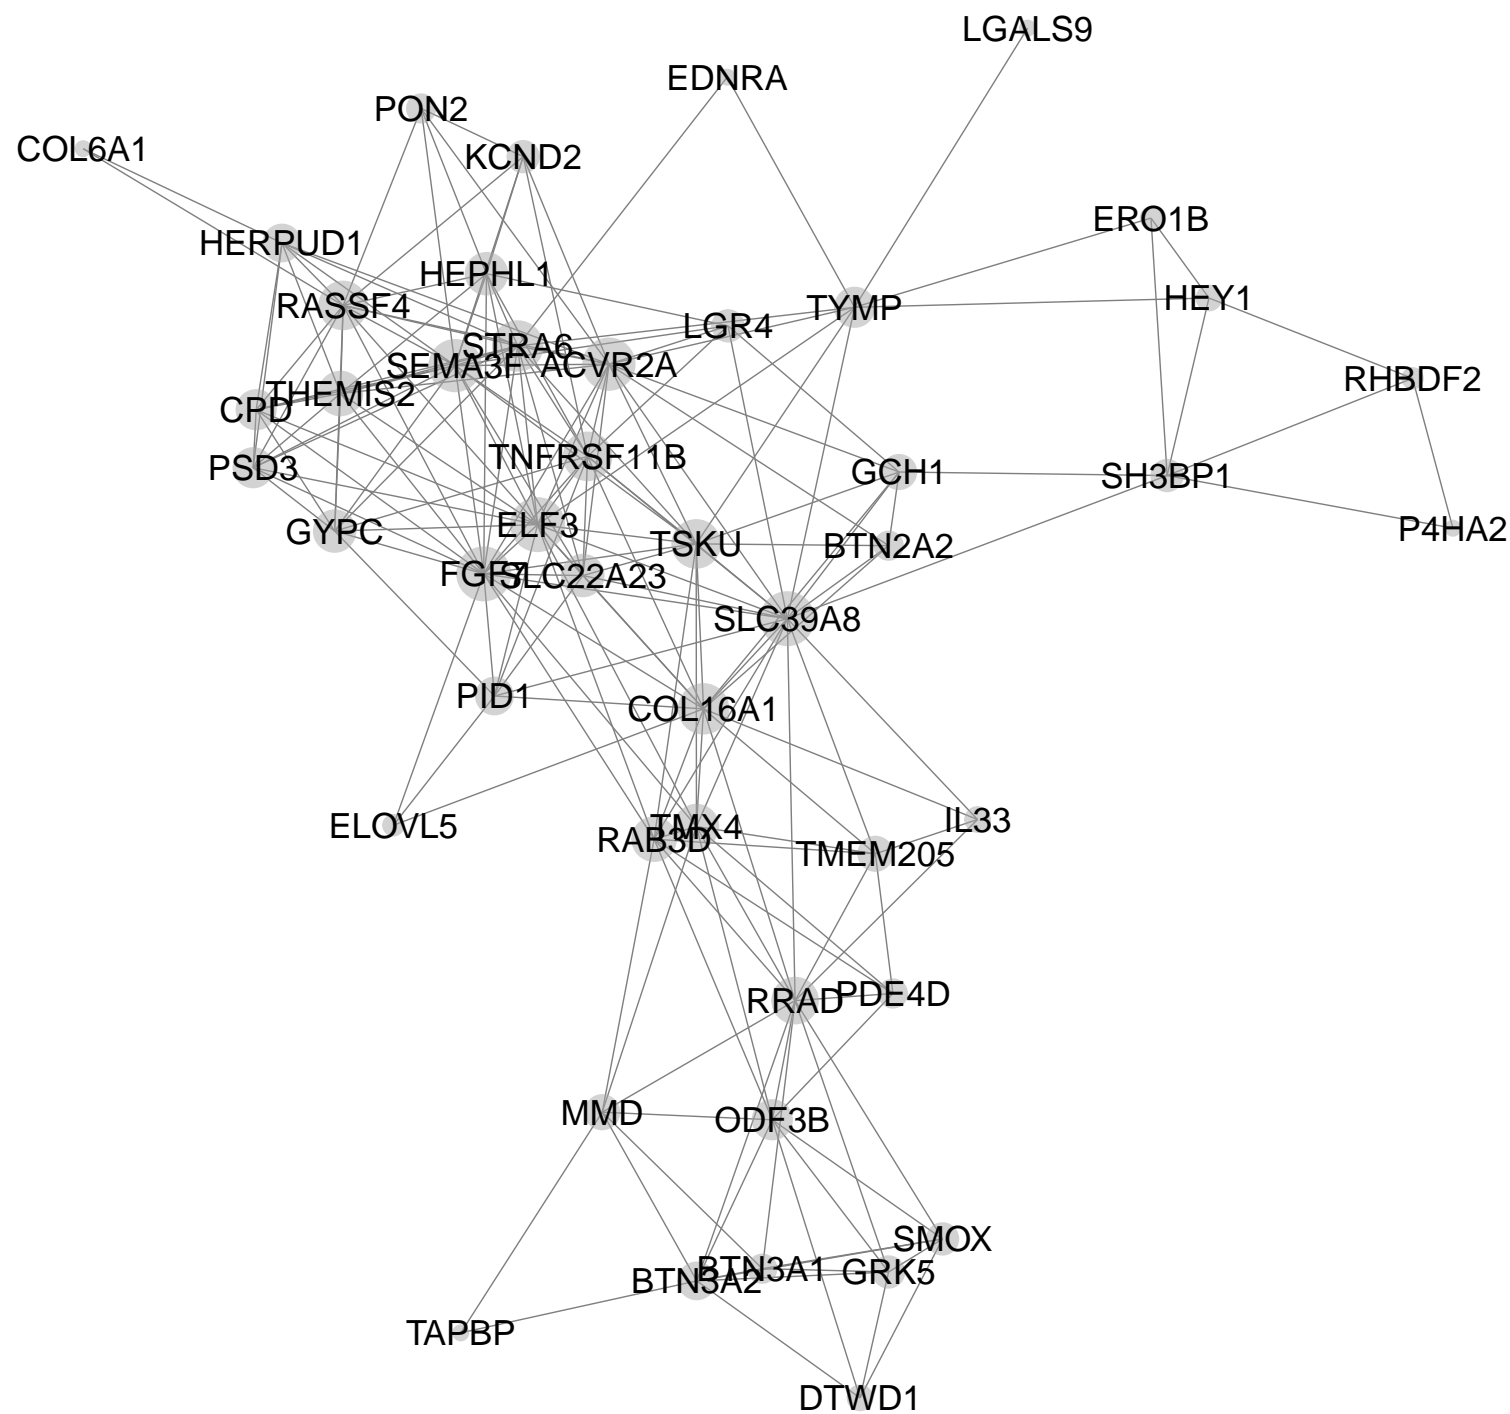 LGALS9
EDNRA
PON2
COL6A1
KCND2
ERO1B
HERPUD1
HEPHL1
HEY1
RASSF4
TYMP
LGR4
STRA6
SEMA3F
ACVR2A
RHBDF2
THEMIS2
CPD
TNFRSF11B
PSD3
GCH1
SH3BP1
GYPC
ELF3
P4HA2
TSKU
BTN2A2
FGF7
SLC22A23
SLC39A8
PID1
COL16A1
ELOVL5
TMX4
IL33
RAB3D
TMEM205
RRAD
PDE4D
MMD
ODF3B
SMOX
BTN3A1
GRK5
BTN3A2
TAPBP
DTWD1